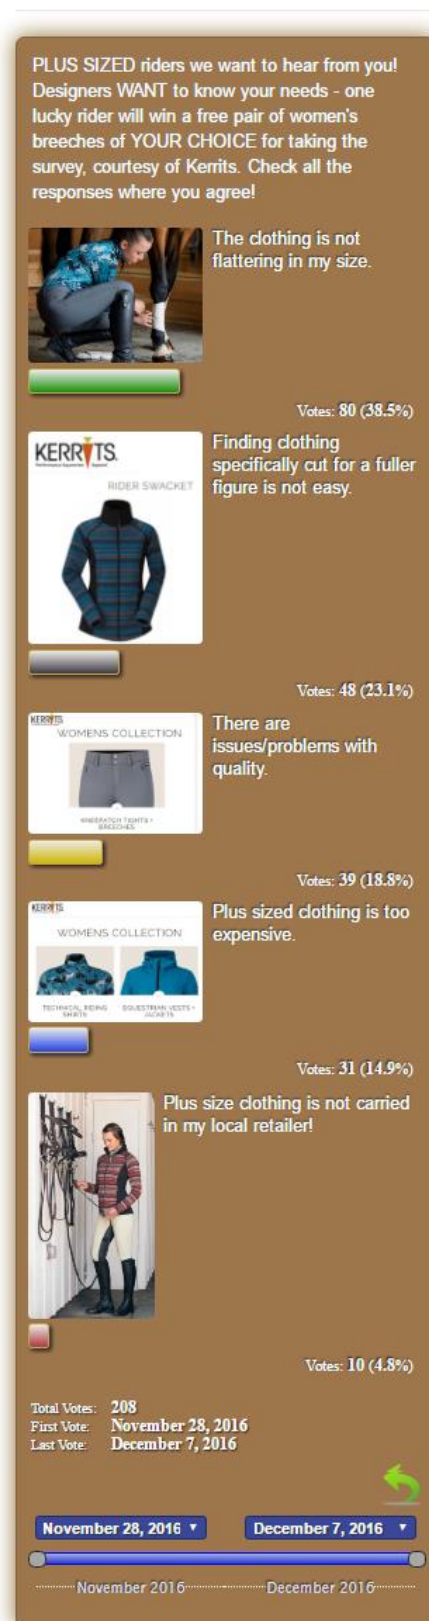 PLUS SIZED riders we want to hear from you!
Designers WANT to know your needs - one
lucky rider will win a free pair of women's
breeches of YOUR CHOICE for taking the
survey, courtesy of Kerrits. Check all the
responses where you agree!
The clothing is not
flattering in my size.
Votes: 80 (38.5%)
KERRITS.
Performance Equestrian Apparel
RIDER SWACKET
Finding clothing
specifically cut for a fuller
figure is not easy.
Votes: 48 (23.1%)
KERRITS
WOMENS COLLECTION
KNEEPATCH TIGHTS +
BREECHES
There are
issues/problems with
quality.
Votes: 39 (18.8%)
KERRITS
WOMENS COLLECTION
TECHNICAL RIDING
SHIRTS
EQUESTRIAN VESTS +
JACKETS
Plus sized clothing is too
expensive.
Votes: 31 (14.9%)
Plus size clothing is not carried
in my local retailer!
Votes: 10 (4.8%)
Total Votes: 208
First Vote: November 28, 2016
Last Vote: December 7, 2016
November 28, 2016
December 7, 2016
November 2016
December 2016